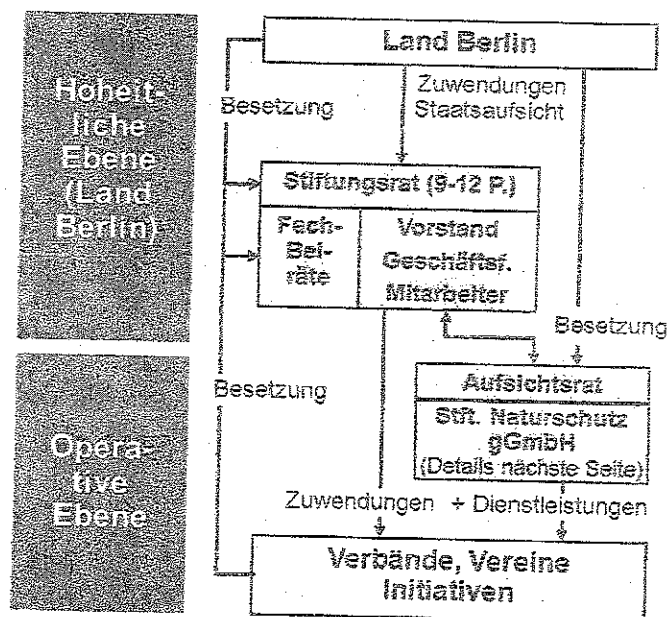 Land Berlin
Hoheit-
liche
Ebene
(Land
Berlin)
Besetzung
Zuwendungen
Staatsaufsicht
Stiftungsrat (9-12 P.)
Fach-
Bei-
räte
Vorstand
Geschäftsf.
Mitarbeiter
Besetzung
Besetzung
Aufsichtsrat
Stift. Naturschutz
gGmbH
(Details nächste Seite)
Opera-
tive
Ebene
Zuwendungen + Dienstleistungen
Verbände, Vereine
Initiativen